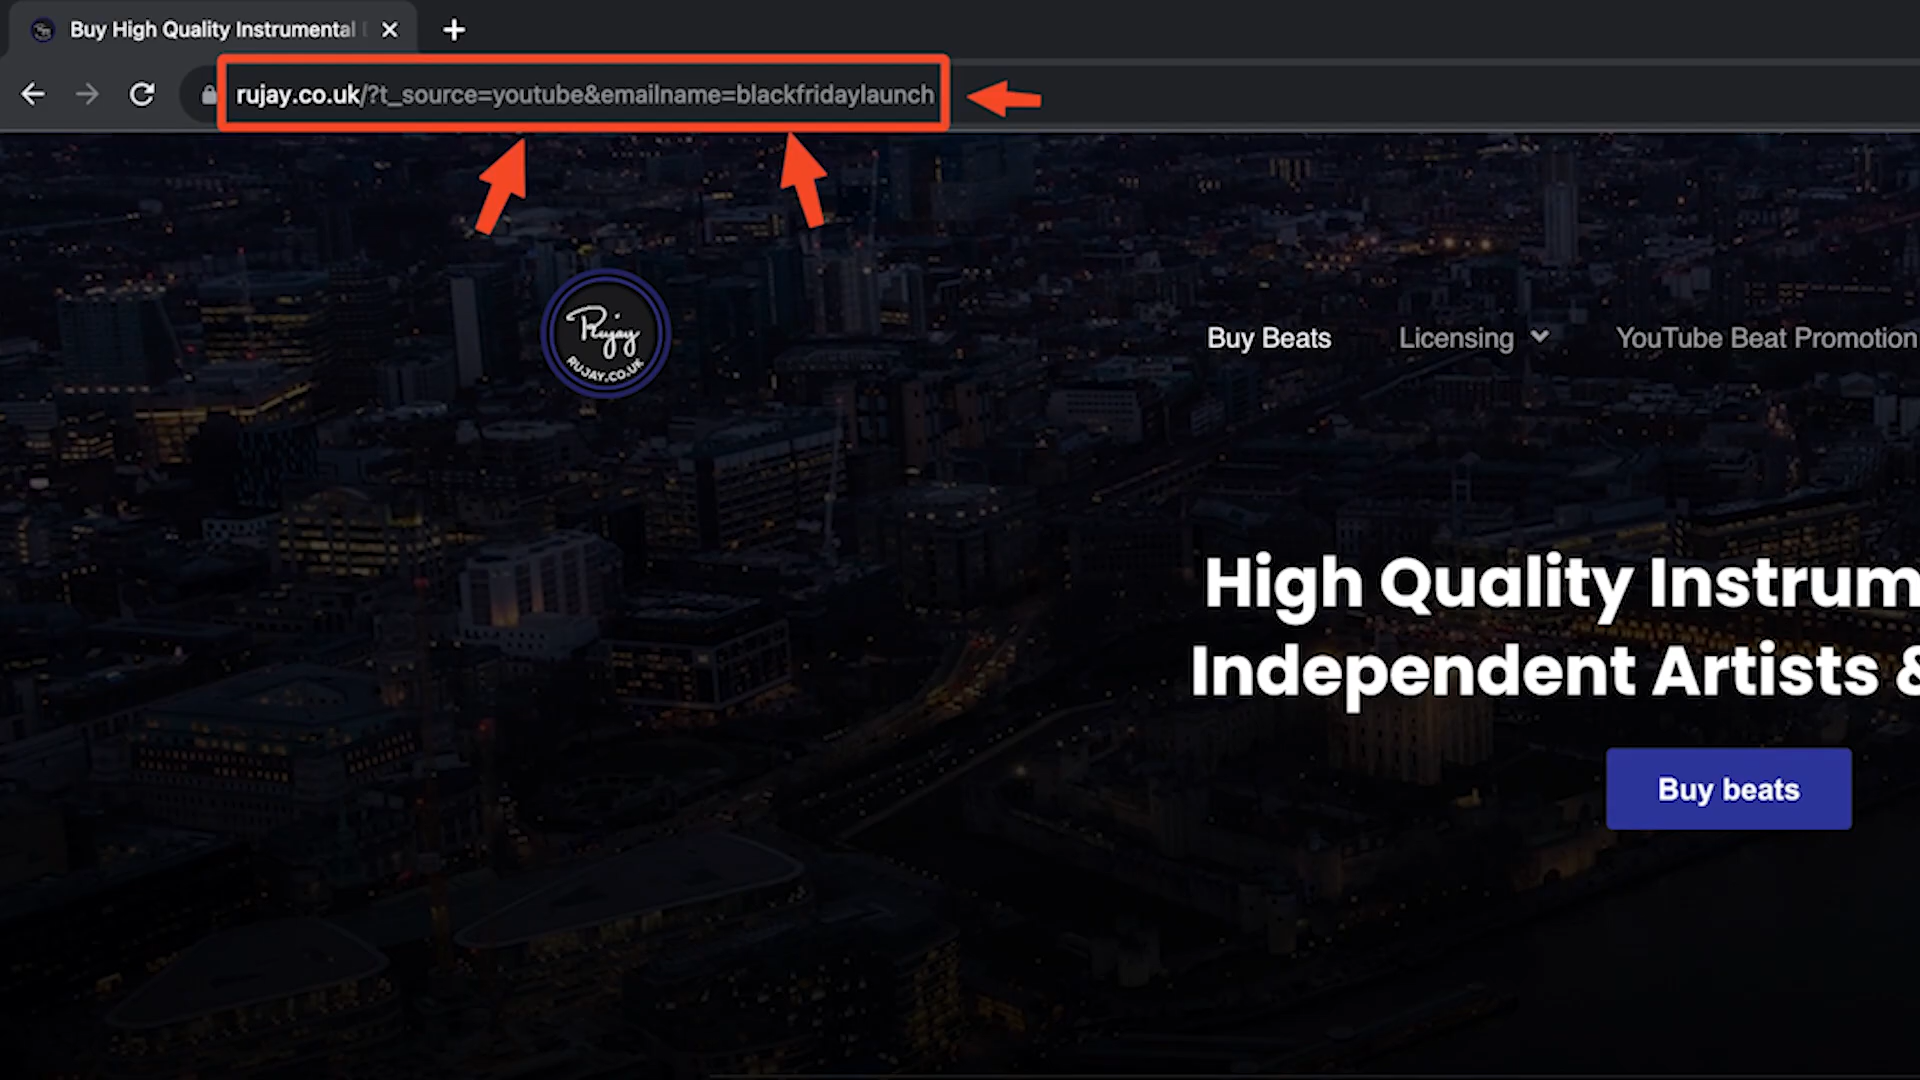 Buy High Quality Instrumental
rujay.co.uk/?t_source=youtube&emailname=blackfridaylaunch
Rujay
RUJAY.CO.UK
Buy Beats
Licensing
YouTube Beat Promotion
High Quality Instrum
Independent Artists &
Buy beats